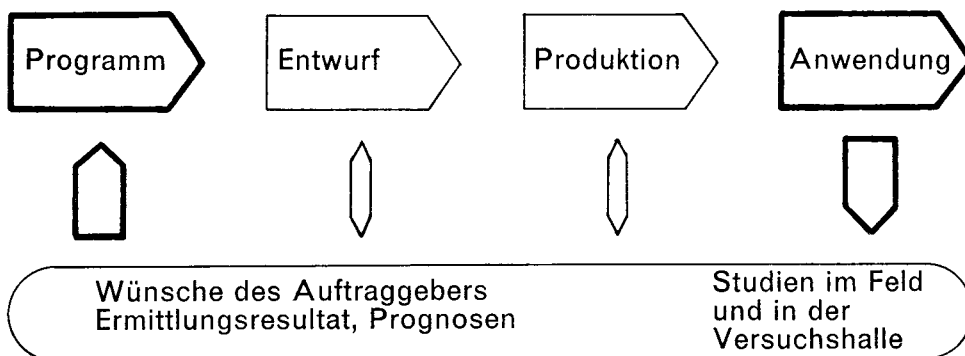 Programm
Entwurf
Produktion
Anwendung
Wünsche des Auftraggebers
Ermittlungsresultat, Prognosen
Studien im Feld
und in der
Versuchshalle